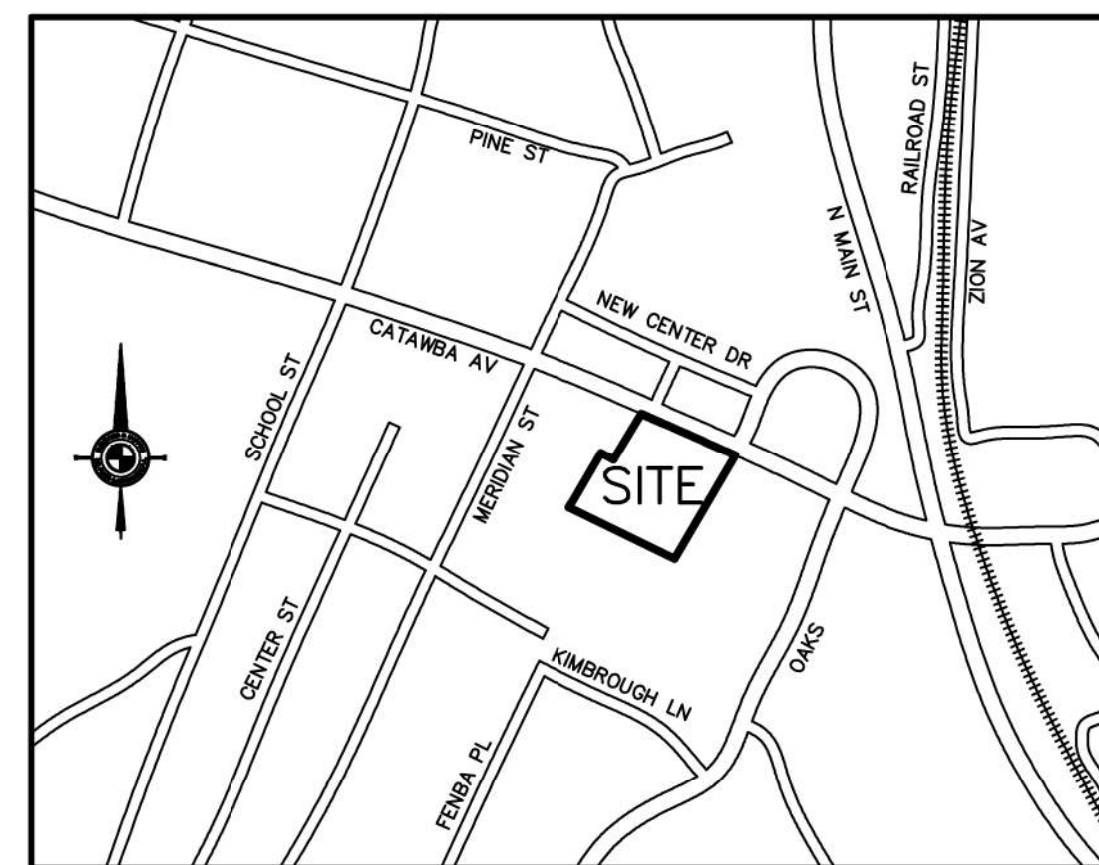 PINE ST
RAILROAD ST
N MAIN ST
ZION AV
NEW CENTER DR
CATAWBA AV
SCHOOL ST
MERIDIAN ST
SITE
CENTER ST
OAKS
KIMBROUGH LN
FENBA PL